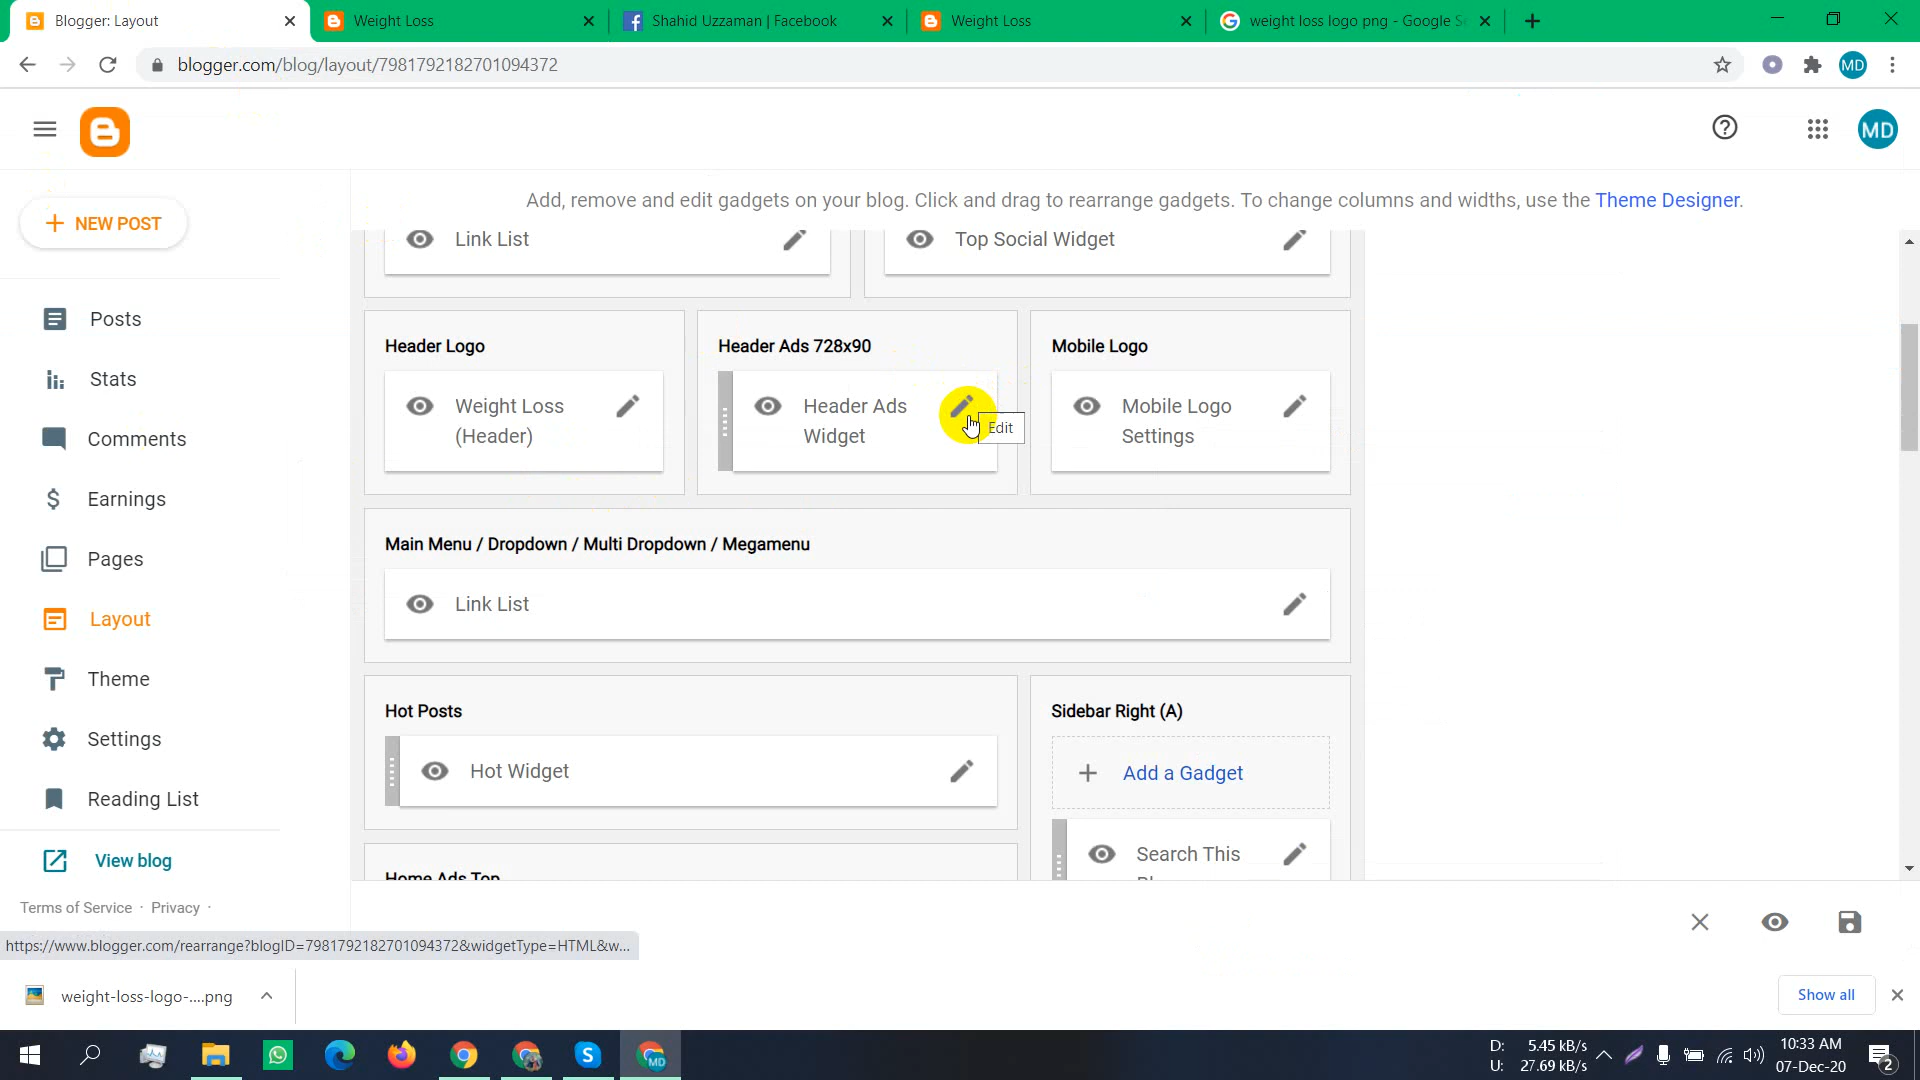 Blogger: Layout
Weight Loss
Shahid Uzzaman | Facebook
Weight Loss
weight loss logo png - Google Se
blogger.com/blog/layout/7981792182701094372
MD
MD
Add, remove and edit gadgets on your blog. Click and drag to rearrange gadgets. To change columns and widths, use the Theme Designer.
NEW POST
Posts
Stats
Comments
Earnings
Pages
Layout
Theme
Settings
Reading List
View blog
Terms of Service · Privacy ·
Link List
Top Social Widget
Header Logo
Weight Loss
(Header)
Header Ads 728x90
Header Ads
Widget
Edit
Mobile Logo
Mobile Logo
Settings
Main Menu / Dropdown / Multi Dropdown / Megamenu
Link List
Hot Posts
Hot Widget
Sidebar Right (A)
Add a Gadget
Search This
Home Ads Top
https://www.blogger.com/rearrange?blogID=7981792182701094372&widgetType=HTML&w...
weight-loss-logo-....png
Show all
MD
D: 5.45 kB/s
U: 27.69 kB/s
10:33 AM
07-Dec-20
2